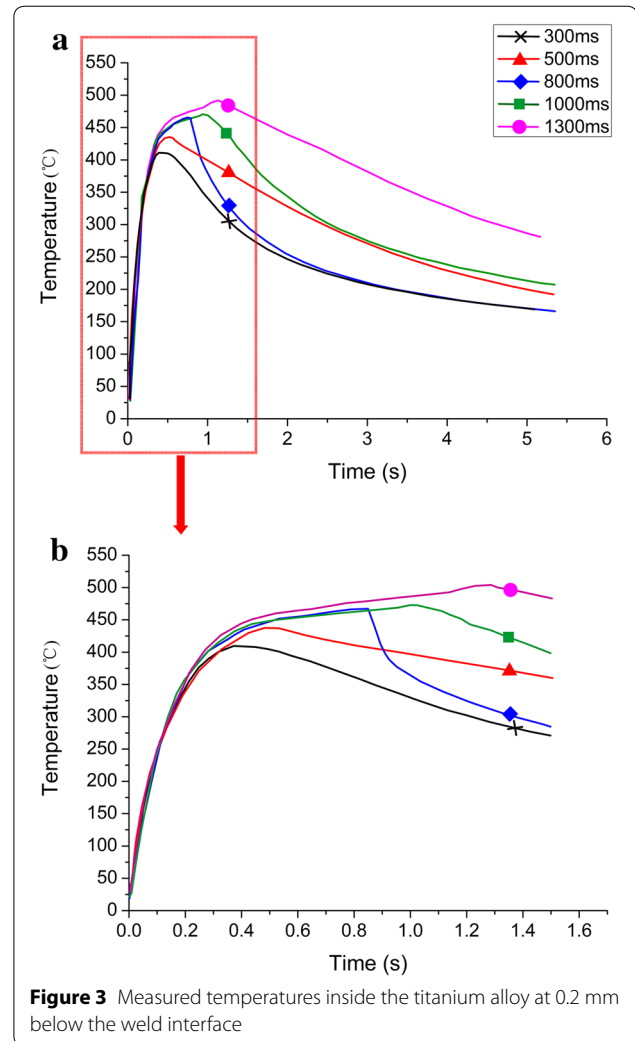 a
300ms
500ms
800ms
1000ms
1300ms
Temperature(℃)
550
500
450
400
350
300
250
200
150
100
50
0
0 1 2 3 4 5 6
Time (s)
b
Temperature(℃)
550
500
450
400
350
300
250
200
150
100
50
0
0.0 0.2 0.4 0.6 0.8 1.0 1.2 1.4 1.6
Time (s)
Figure 3 Measured temperatures inside the titanium alloy at 0.2 mm
below the weld interface